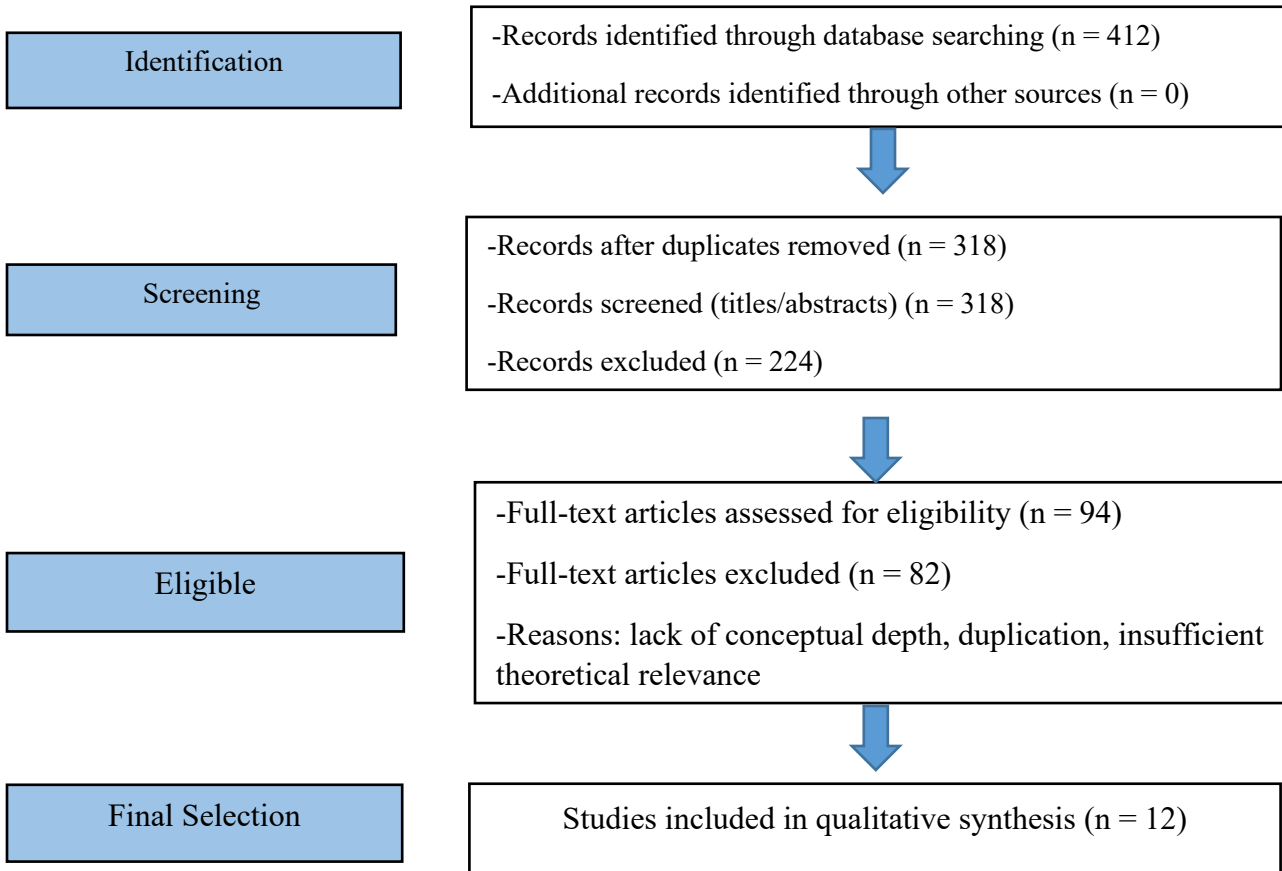 Identification
-Records identified through database searching (n = 412)
-Additional records identified through other sources (n = 0)
Screening
-Records after duplicates removed (n = 318)
-Records screened (titles/abstracts) (n = 318)
-Records excluded (n = 224)
Eligible
-Full-text articles assessed for eligibility (n = 94)
-Full-text articles excluded (n = 82)
-Reasons: lack of conceptual depth, duplication, insufficient
theoretical relevance
Final Selection
Studies included in qualitative synthesis (n = 12)